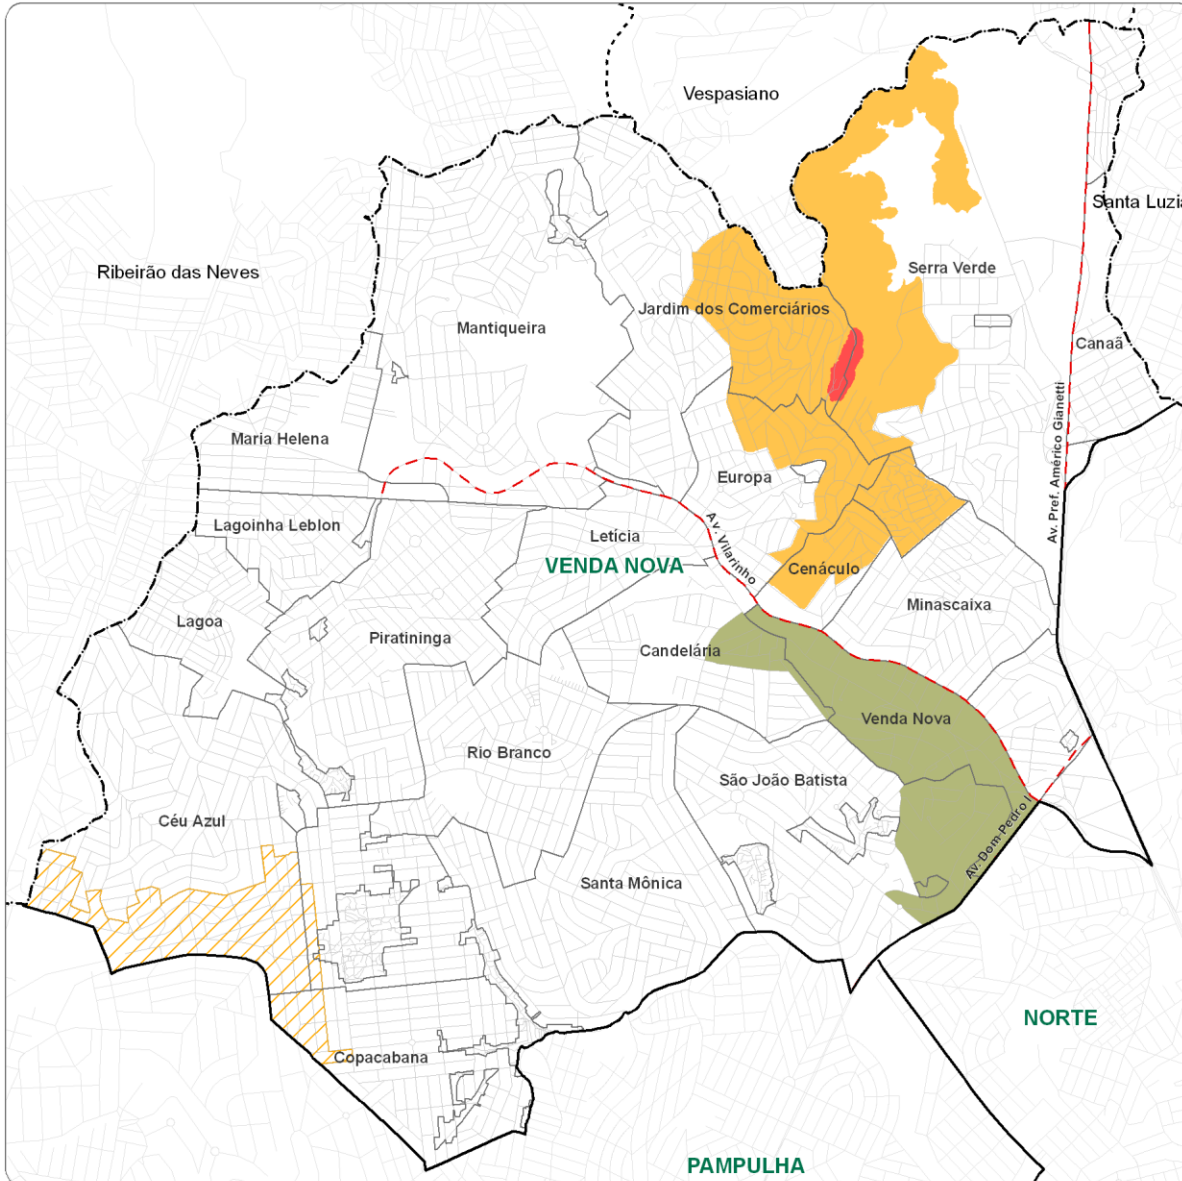 Vespasiano
Santa Luzia
Ribeirão das Neves
Serra Verde
Jardim dos Comerciários
Mantiqueira
Canaã
Av. Pref. Américo Gianetti
Maria Helena
Europa
Lagoinha Leblon
Letícia
Av. Vilarinho
VENDA NOVA
Cenáculo
Minascaixa
Lagoa
Piratininga
Candelária
Venda Nova
Rio Branco
São João Batista
Céu Azul
Av. Dom Pedro I
Santa Mônica
NORTE
Copacabana
PAMPULHA